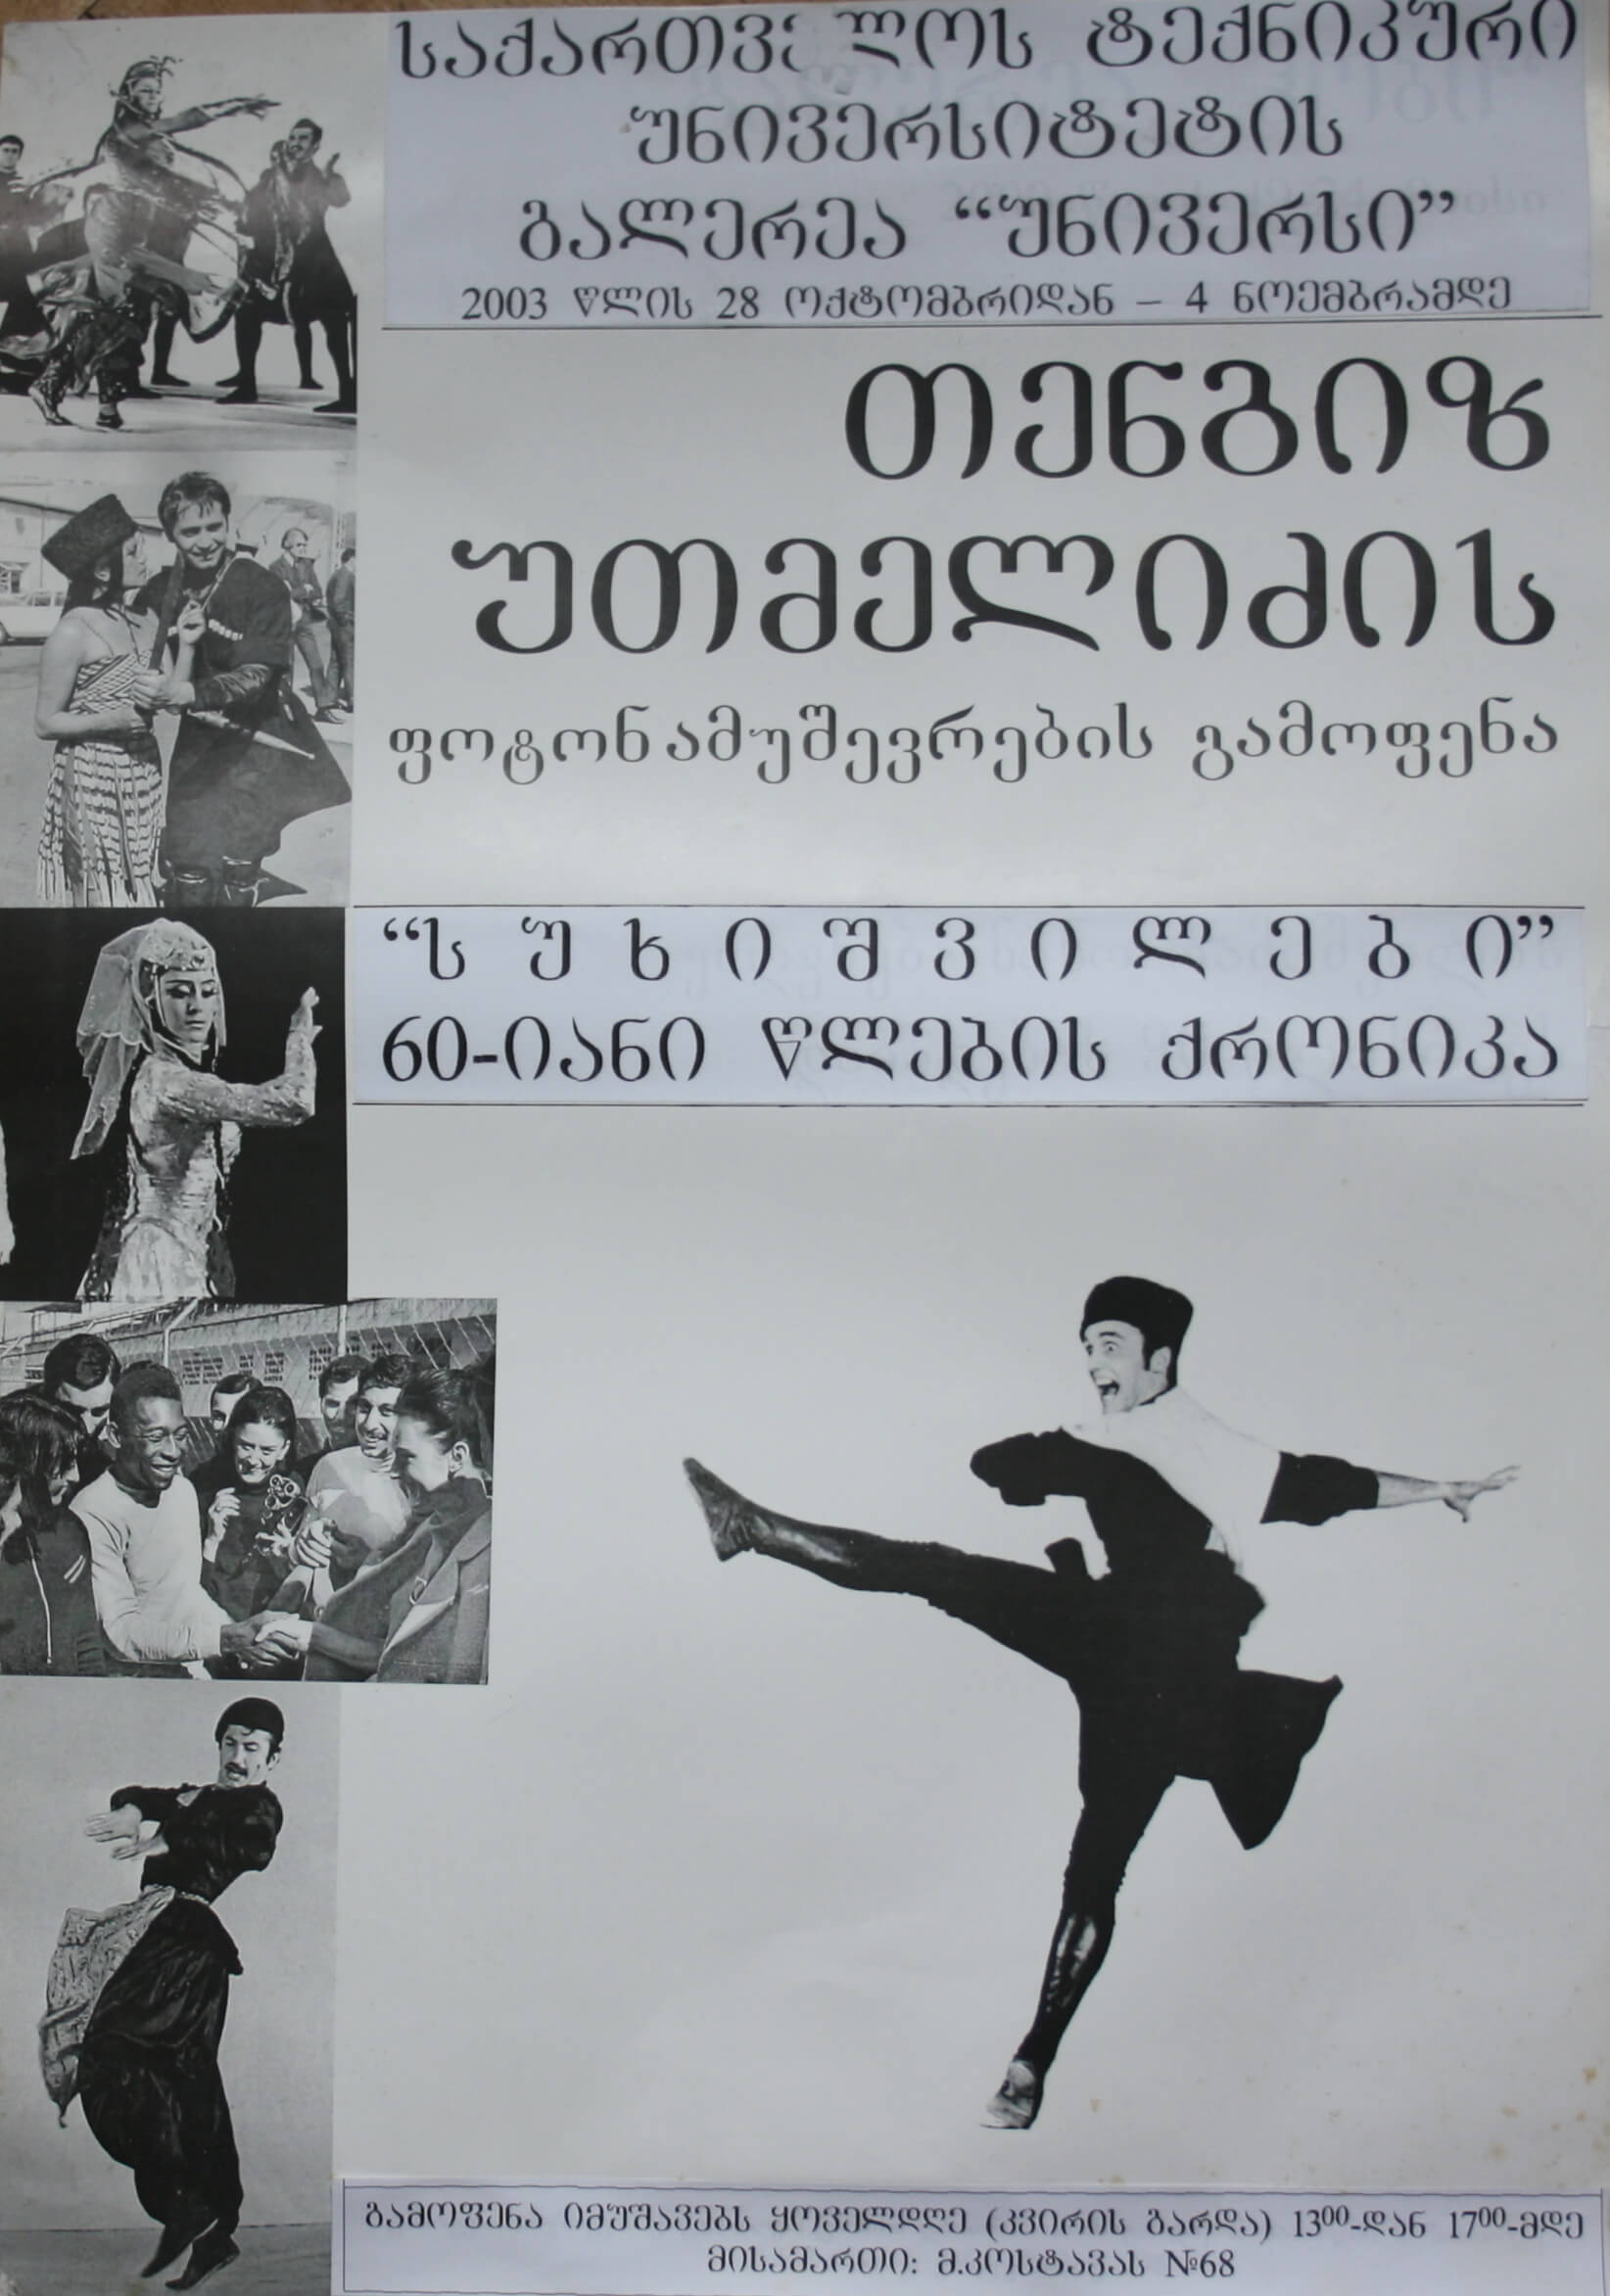 საქართველოს ტექნიკური
უნივერსიტეტის
გალერეა “უნივერსი”
2003 წლის 28 ოქტომბრიდან – 4 ნოემბრამდე
თენგიზ
უთმელიძის
ფოტონამუშევრების გამოფენა
“ს უ ხ ი შ ვ ი ლ ე ბ ი”
60-იანი წლების ქრონიკა
გამოფენა იმუშავებს ყოველდღე (კვირის გარდა) 13⁰⁰-დან 17⁰⁰-მდე
მისამართი: მ.კოსტავას №68